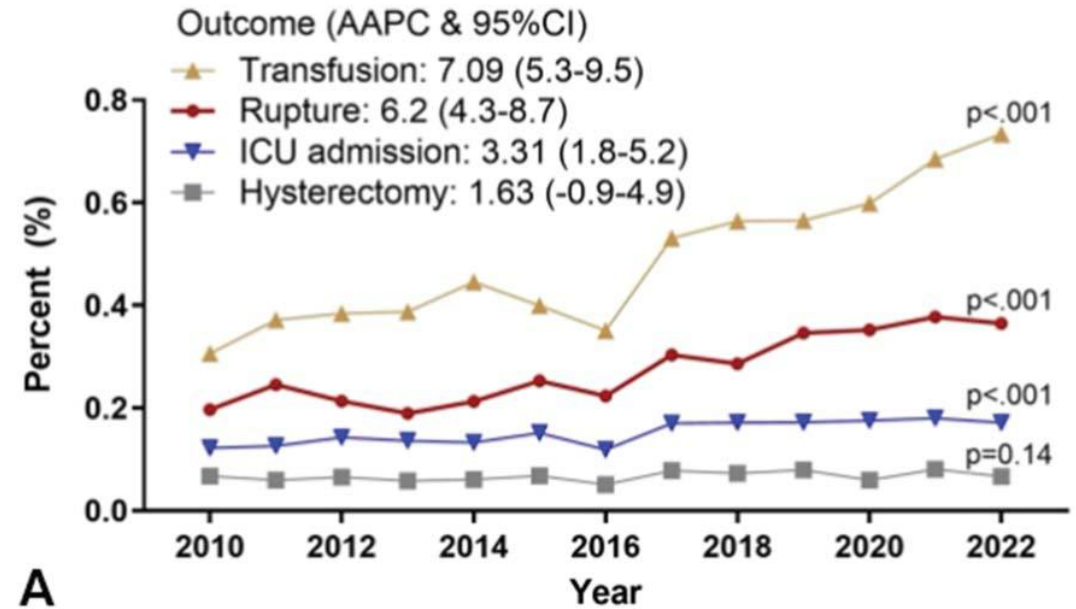 Outcome (AAPC & 95%CI)
Transfusion: 7.09 (5.3-9.5)
Rupture: 6.2 (4.3-8.7)
ICU admission: 3.31 (1.8-5.2)
Hysterectomy: 1.63 (-0.9-4.9)
Percent (%)
0.8
0.6
0.4
0.2
0.0
p<.001
p<.001
p<.001
p=0.14
2010 2012 2014 2016 2018 2020 2022
Year
A